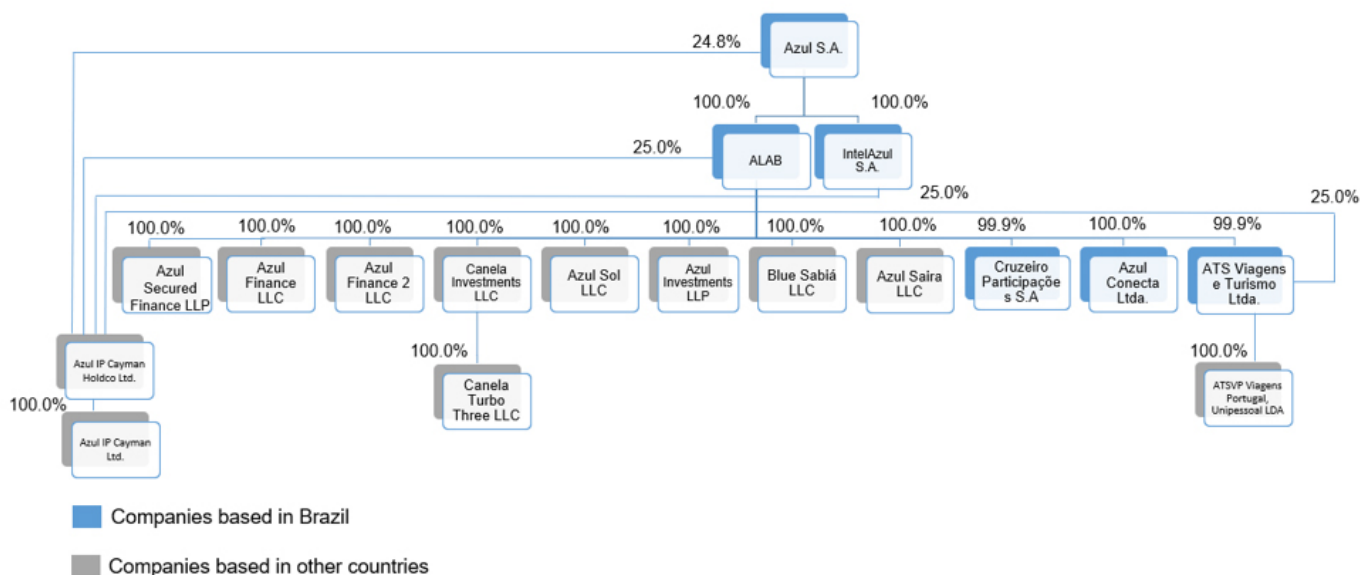 24.8%
Azul S.A.
100.0%
100.0%
25.0%
ALAB
IntelAzul
S.A.
25.0%
25.0%
100.0%
100.0%
100.0%
100.0%
100.0%
100.0%
100.0%
100.0%
99.9%
100.0%
99.9%
Azul
Secured
Finance LLP
Azul
Finance
LLC
Azul
Finance 2
LLC
Canela
Investments
LLC
Azul Sol
LLC
Azul
Investments
LLP
Blue Sabiá
LLC
Azul Saira
LLC
Cruzeiro
Participaçõe
s S.A
Azul
Conecta
Ltda.
ATS Viagens
e Turismo
Ltda.
Azul IP Cayman
Holdco Ltd.
100.0%
Canela
Turbo
Three LLC
100.0%
ATSVP Viagens
Portugal,
Unipessoal LDA
100.0%
Azul IP Cayman
Ltd.
Companies based in Brazil
Companies based in other countries